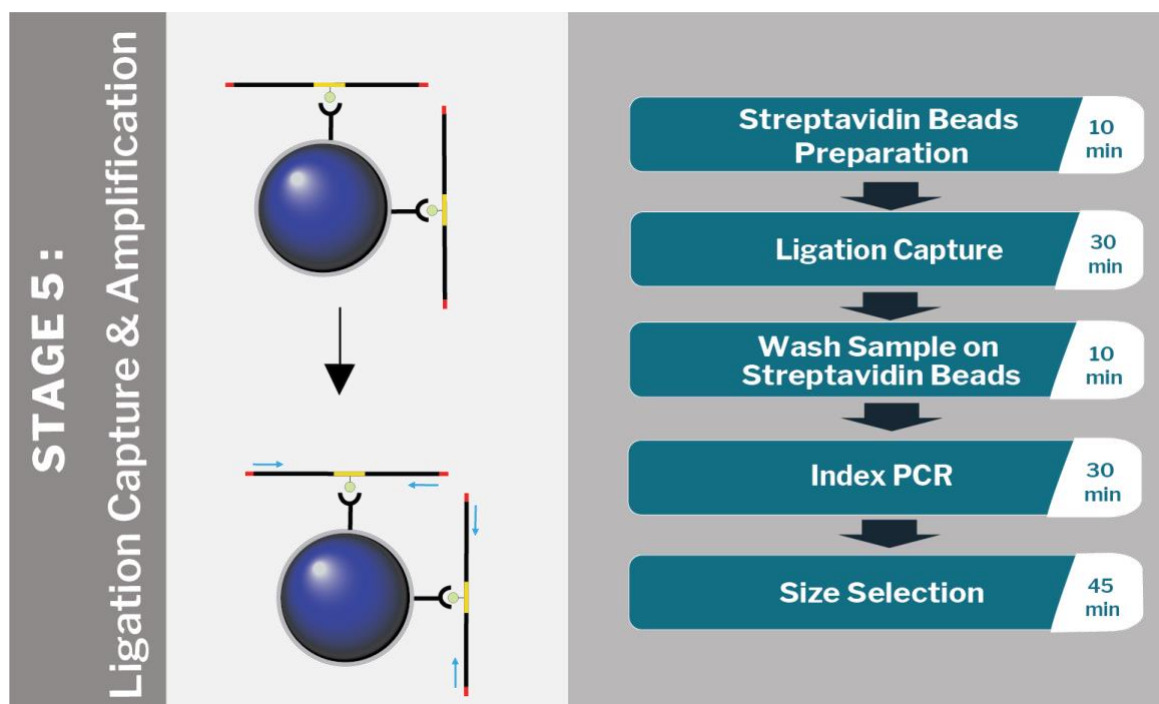 STAGE 5:
Ligation Capture & Amplification
Streptavidin Beads
Preparation
10
min
Ligation Capture
30
min
Wash Sample on
Streptavidin Beads
10
min
Index PCR
30
min
Size Selection
45
min